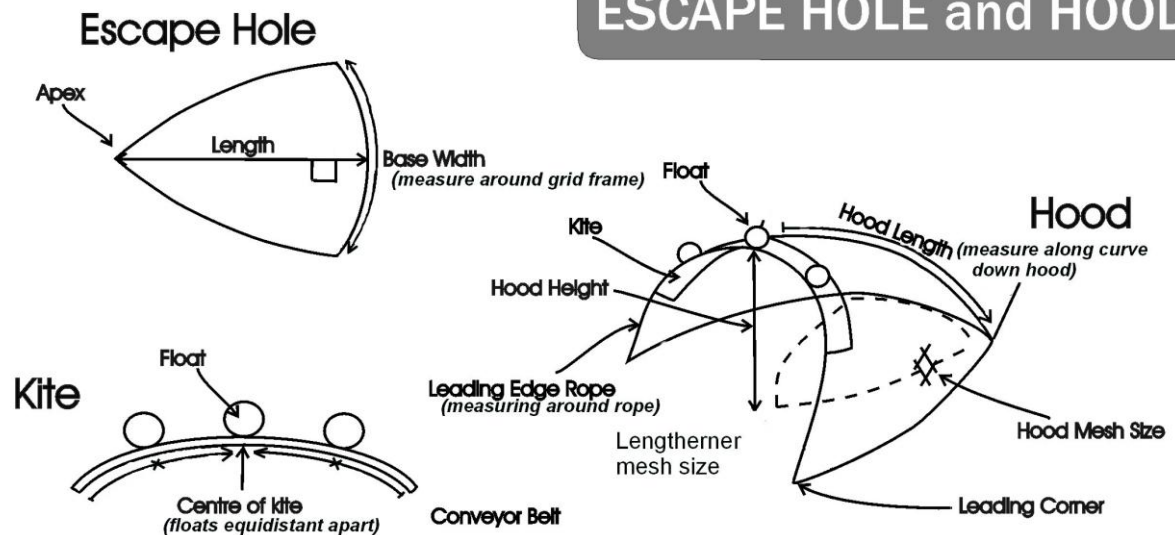 ESCAPE HOLE and HOOD
Escape Hole
Apex
Length
Base Width
(measure around grid frame)
Float
Kite
Hood Length
(measure along curve
down hood)
Hood
Hood Height
Leading Edge Rope
(measuring around rope)
Lengtherner
mesh size
Hood Mesh Size
Leading Corner
Kite
Float
Centre of kite
(floats equidistant apart)
Conveyor Belt